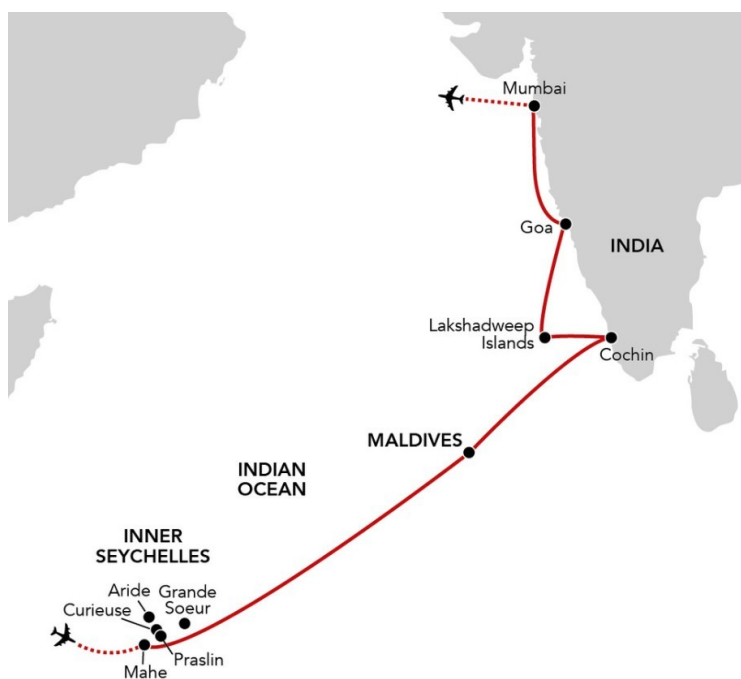 Mumbai
Goa
INDIA
Lakshadweep
Islands
Cochin
MALDIVES
INDIAN
OCEAN
INNER
SEYCHELLES
Aride
Grande
Soeur
Curieuse
Praslin
Mahe